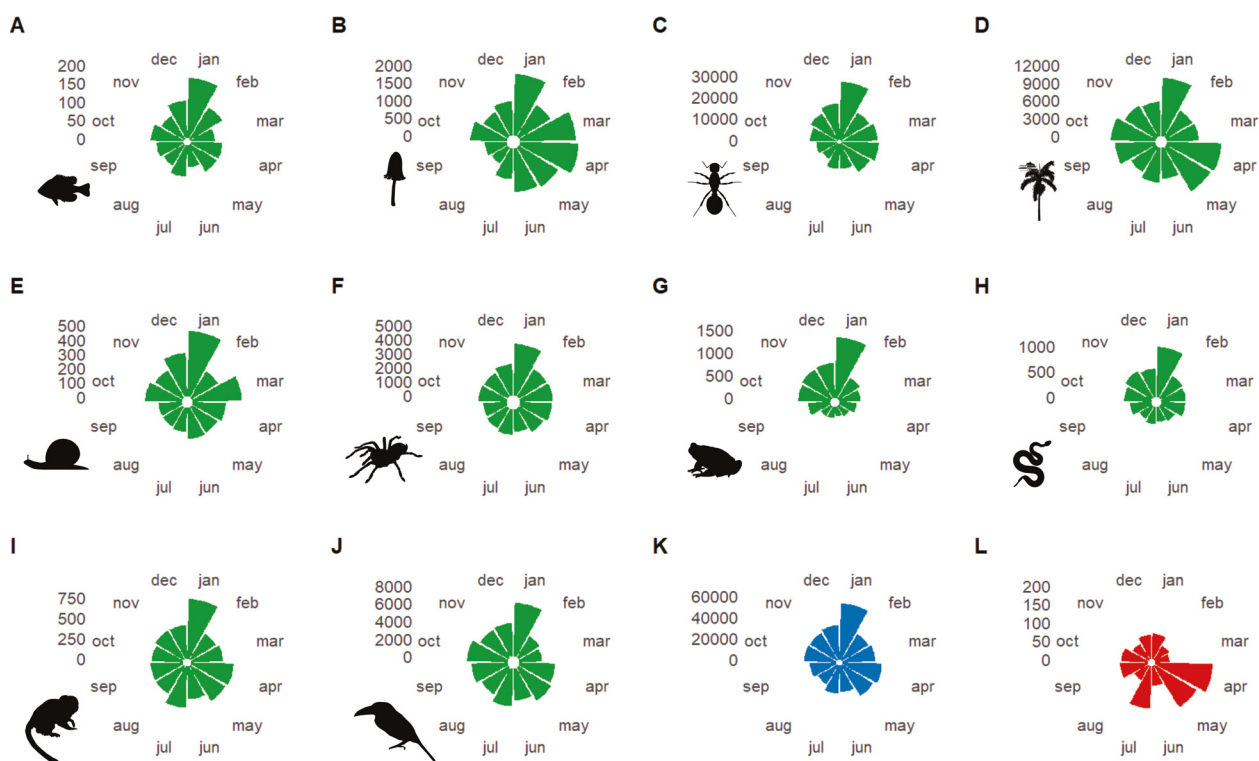 A B C D
dec jan dec jan dec jan dec jan
200 nov feb 2000 nov feb 30000 nov feb 12000 nov feb
150 1500 20000 9000
100 mar 1000 mar 10000 mar 6000 mar
50 oct 500 oct 0 oct 3000 oct
0 0 0
sep apr sep apr sep apr sep apr
aug may aug may aug may aug may
jul jun jul jun jul jun jul jun
E F G H
dec jan dec jan dec jan dec jan
500 nov feb 5000 nov feb 1500 nov feb 1000 nov feb
400 4000 1000 500
300 3000 500 0
200 mar 2000 mar 0 mar mar
100 oct 1000 oct oct oct
0 0
sep apr sep apr sep apr sep apr
aug may aug may aug may aug may
jul jun jul jun jul jun jul jun
I J K L
dec jan dec jan dec jan dec jan
750 nov feb 8000 nov feb 60000 nov feb 200 nov feb
500 6000 40000 150
250 4000 20000 100
0 oct mar 2000 oct mar 0 oct mar 50 oct mar
0 0
sep apr sep apr sep apr sep apr
aug may aug may aug may aug may
jul jun jul jun jul jun jul jun